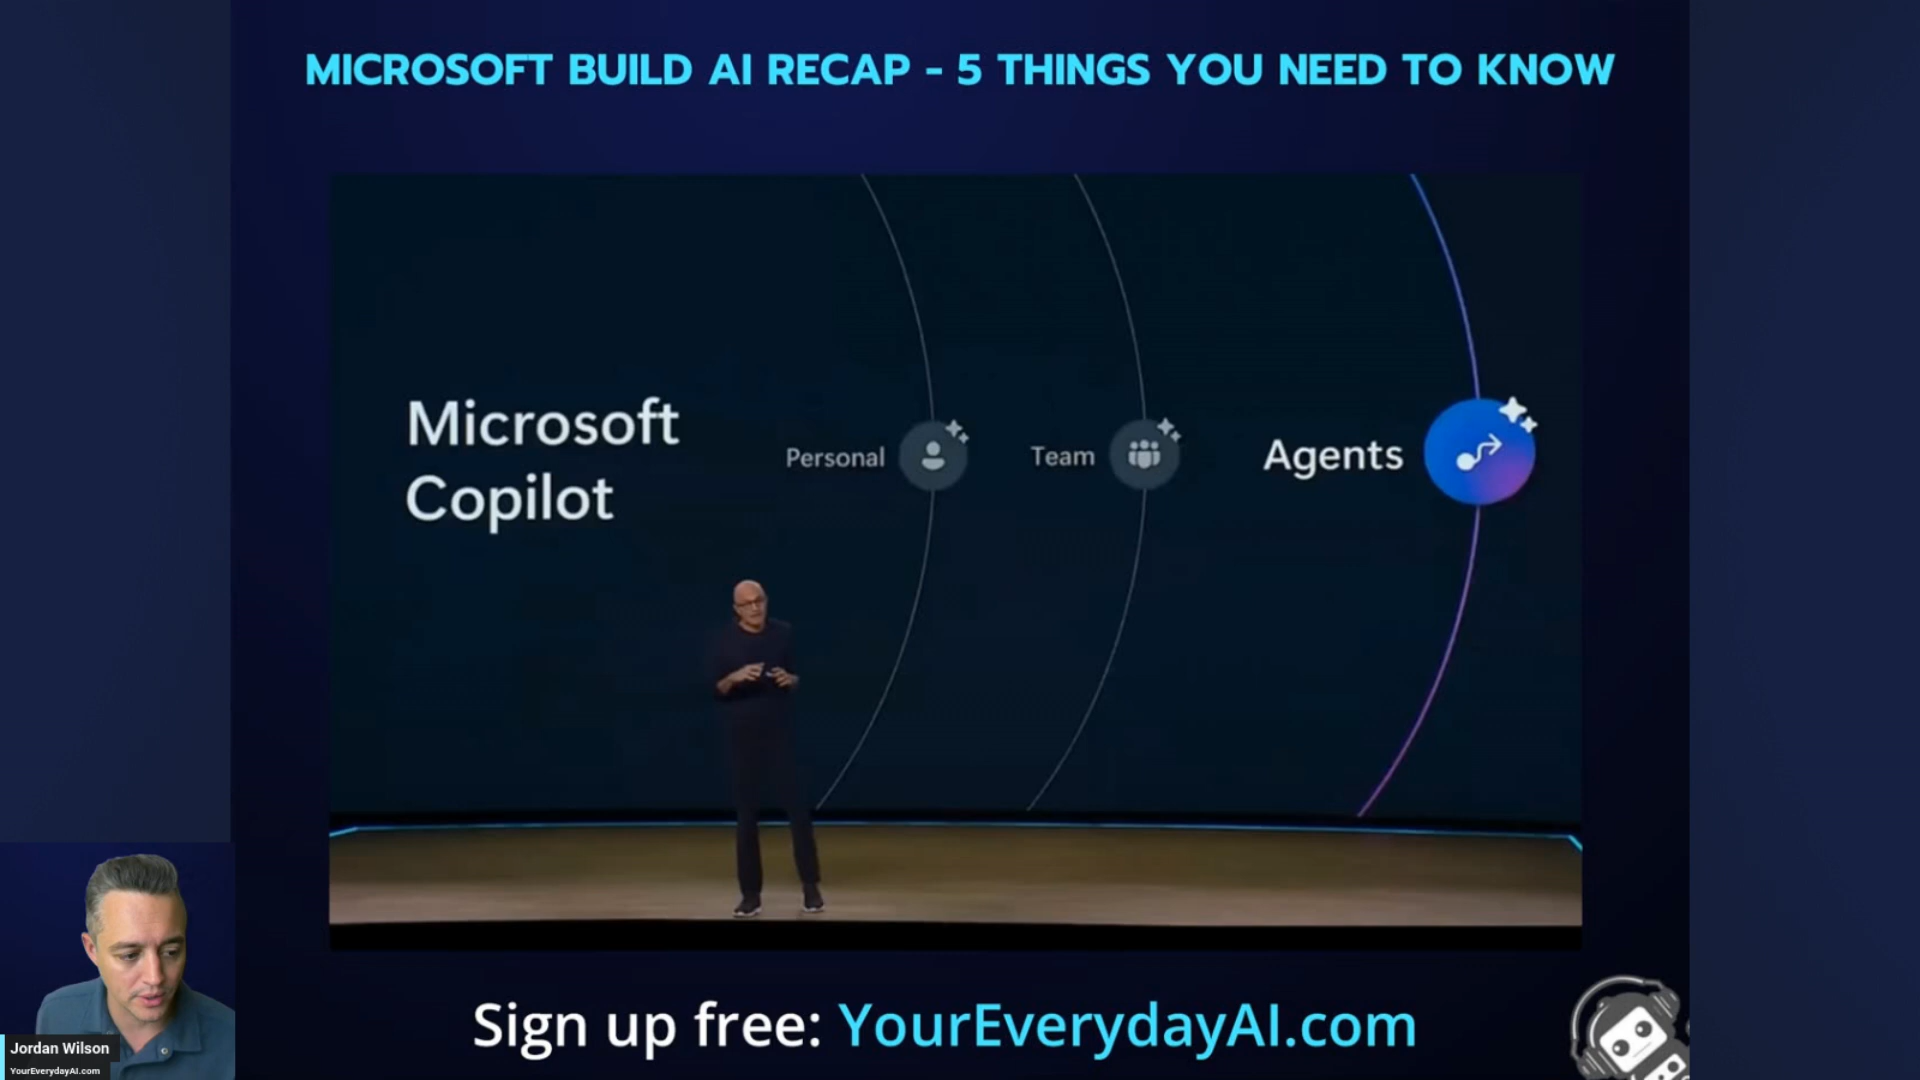 MICROSOFT BUILD AI RECAP - 5 THINGS YOU NEED TO KNOW
Microsoft
Copilot
Personal
Team
Agents
Sign up free: YourEverydayAI.com
Jordan Wilson
YourEverydayAI.com